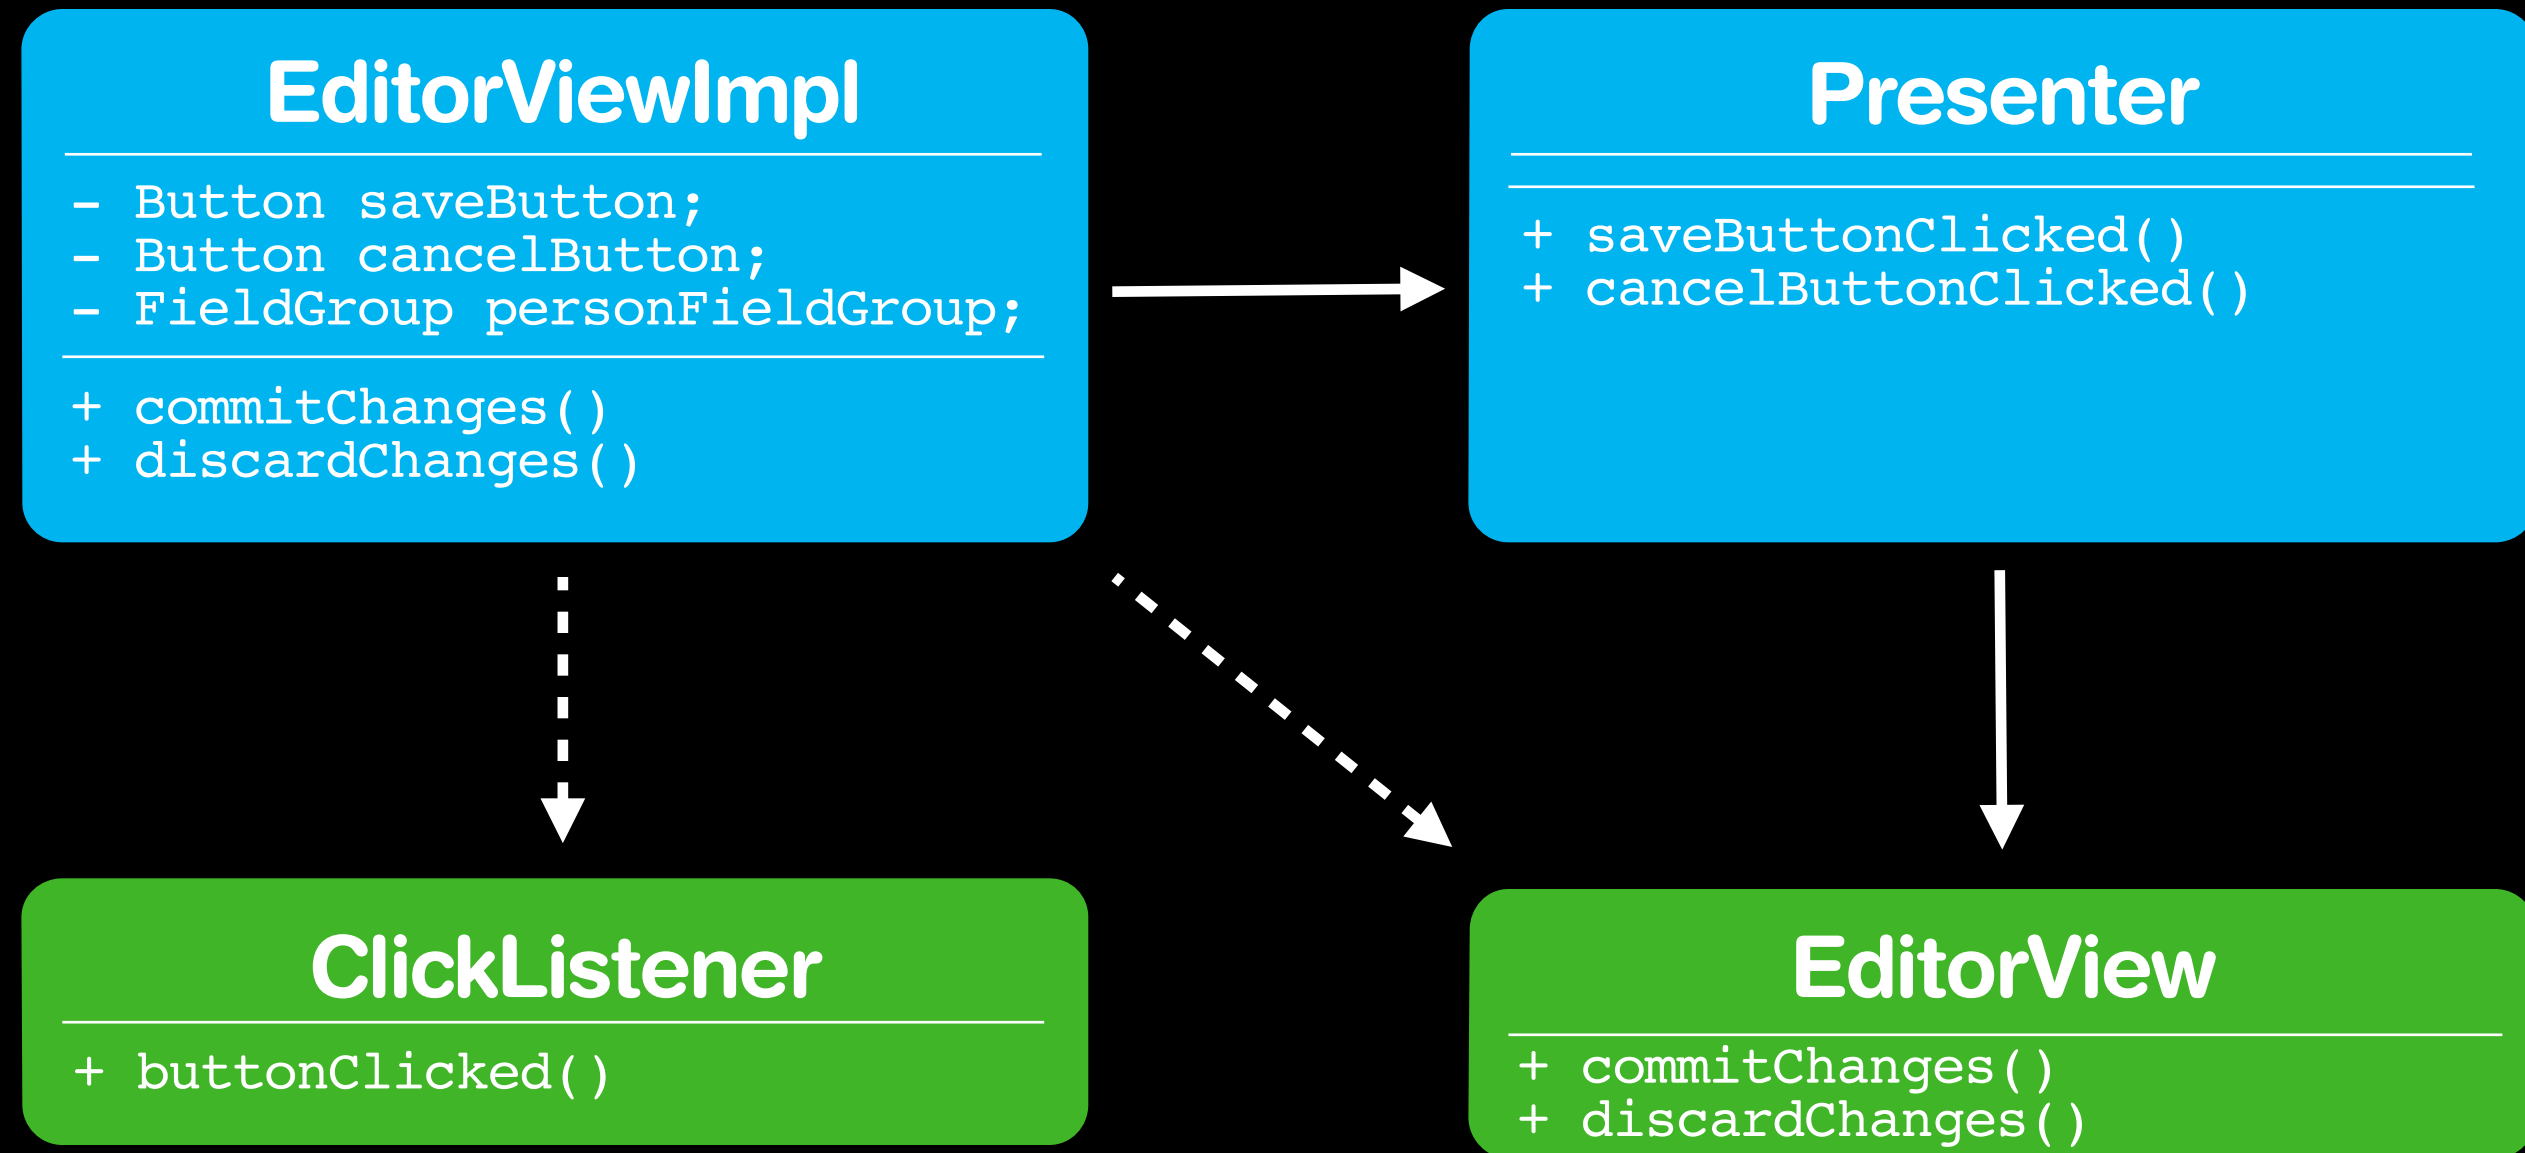 EditorViewImpl
- Button saveButton;
- Button cancelButton;
- FieldGroup personFieldGroup;
+ commitChanges()
+ discardChanges()
Presenter
+ saveButtonClicked()
+ cancelButtonClicked()
ClickListener
+ buttonClicked()
EditorView
+ commitChanges()
+ discardChanges()